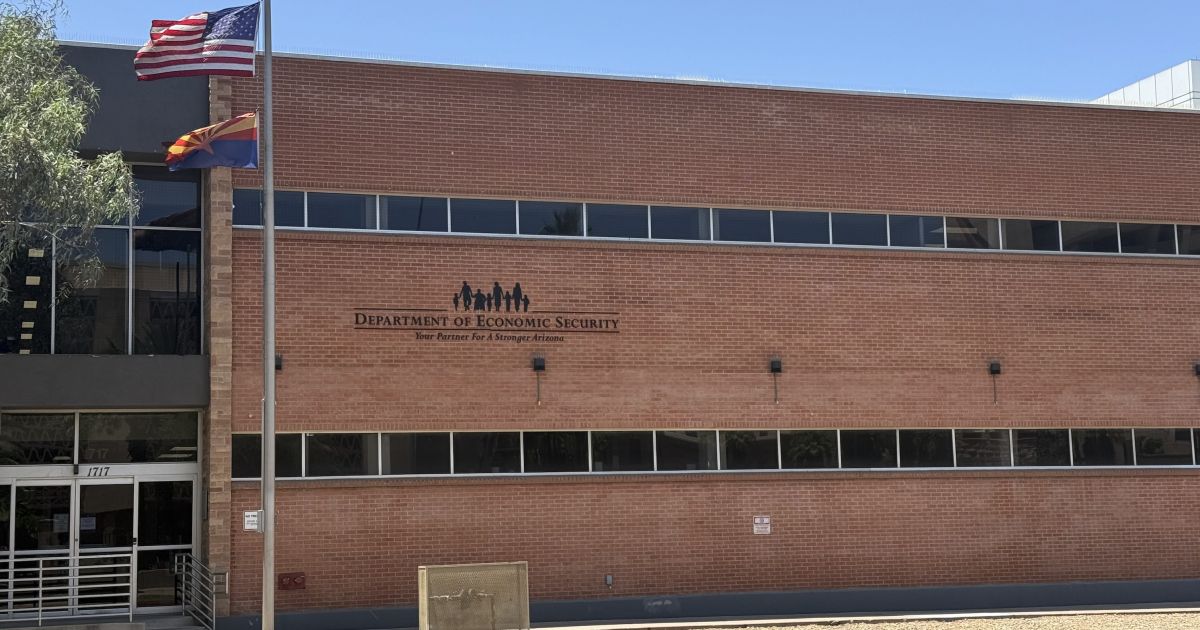 Department of Economic Security
Your Partner For A Stronger Arizona
1717